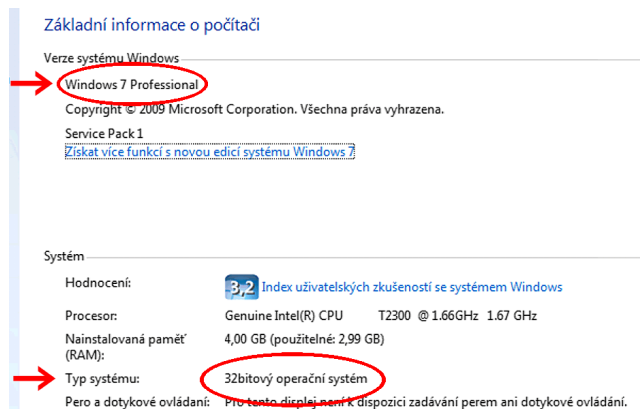 Základní informace o počítači
Verze systému Windows
Windows 7 Professional
Copyright © 2009 Microsoft Corporation. Všechna práva vyhrazena.
Service Pack 1
Získat více funkcí s novou edicí systému Windows 7
Systém
Hodnocení: 3,2 Index uživatelských zkušeností se systémem Windows
Procesor: Genuine Intel(R) CPU T2300 @ 1.66GHz 1.67 GHz
Nainstalovaná paměť 4,00 GB (použitelné: 2,99 GB)
(RAM):
Typ systému: 32bitový operační systém
Pero a dotykové ovládání: Pro tento displej není k dispozici zadávání perem ani dotykové ovládání.